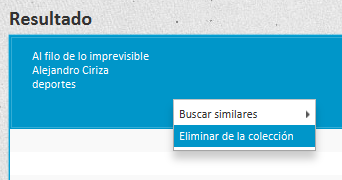 Resultado
Al filo de lo imprevisible
Alejandro Ciriza
deportes
Buscar similares
Eliminar de la colección